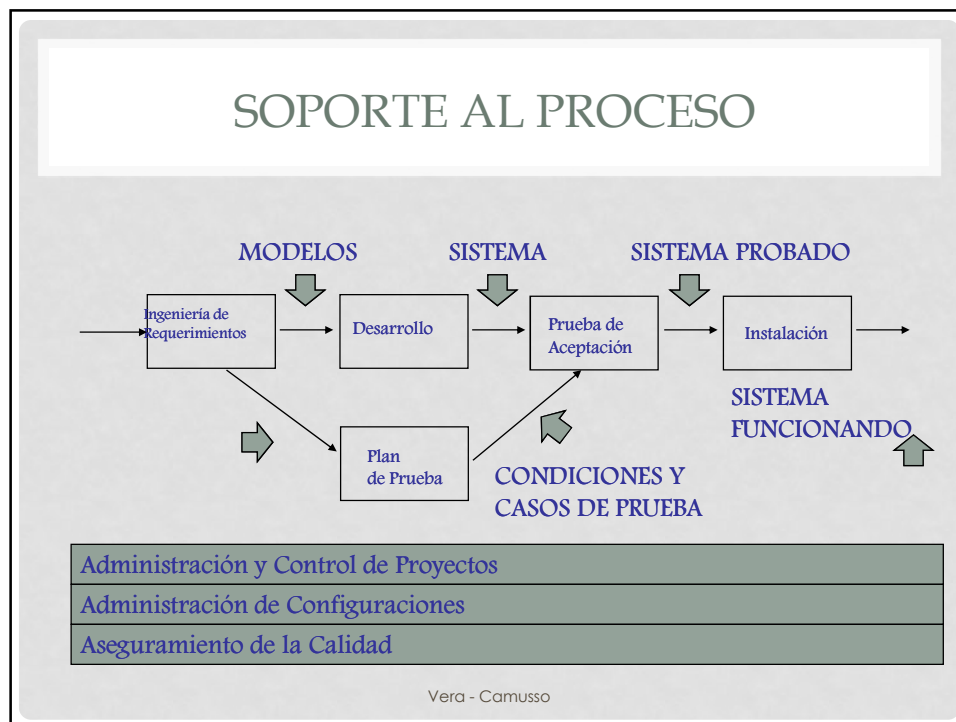 SOPORTE AL PROCESO
MODELOS
SISTEMA
SISTEMA PROBADO
Ingeniería de
Requerimientos
Desarrollo
Prueba de
Aceptación
Instalación
SISTEMA
FUNCIONANDO
Plan
de Prueba
CONDICIONES Y
CASOS DE PRUEBA
Administración y Control de Proyectos
Administración de Configuraciones
Aseguramiento de la Calidad
Vera - Camusso